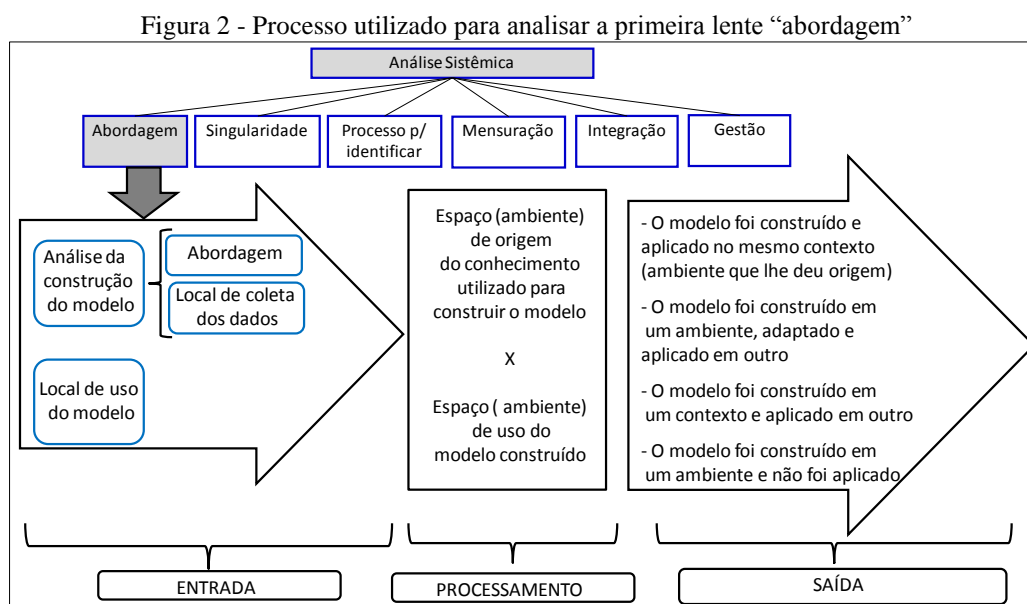 Figura 2 - Processo utilizado para analisar a primeira lente “abordagem”
Análise Sistêmica
Abordagem
Singularidade
Processo p/
identificar
Mensuração
Integração
Gestão
Análise da
construção
do modelo
Abordagem
Local de coleta
dos dados
Local de uso
do modelo
Espaço (ambiente)
de origem
do conhecimento
utilizado para
construir o modelo
X
Espaço ( ambiente)
de uso do
modelo construído
- O modelo foi construído e
aplicado no mesmo contexto
(ambiente que lhe deu origem)
- O modelo foi construído em
um ambiente, adaptado e
aplicado em outro
- O modelo foi construído em
um contexto e aplicado em outro
- O modelo foi construído em
um ambiente e não foi aplicado
ENTRADA
PROCESSAMENTO
SAÍDA